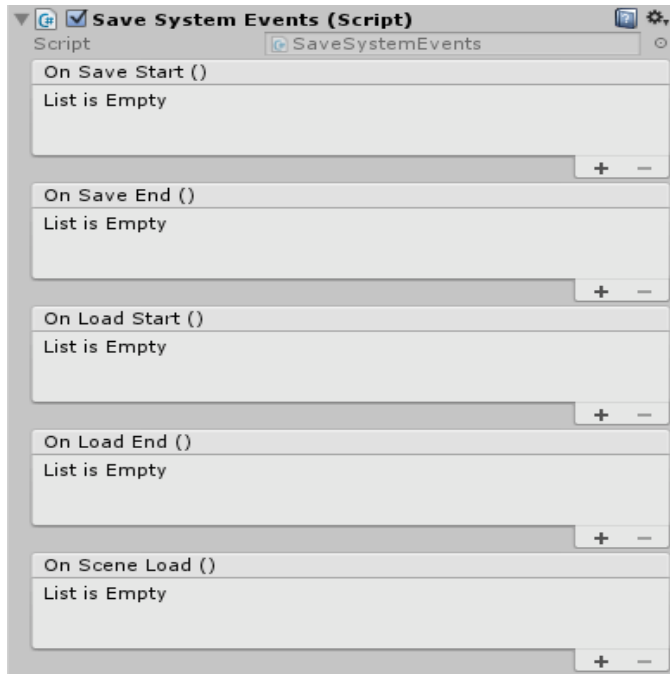 Save System Events (Script)
Script SaveSystemEvents
On Save Start ()
List is Empty
+ −
On Save End ()
List is Empty
+ −
On Load Start ()
List is Empty
+ −
On Load End ()
List is Empty
+ −
On Scene Load ()
List is Empty
+ −